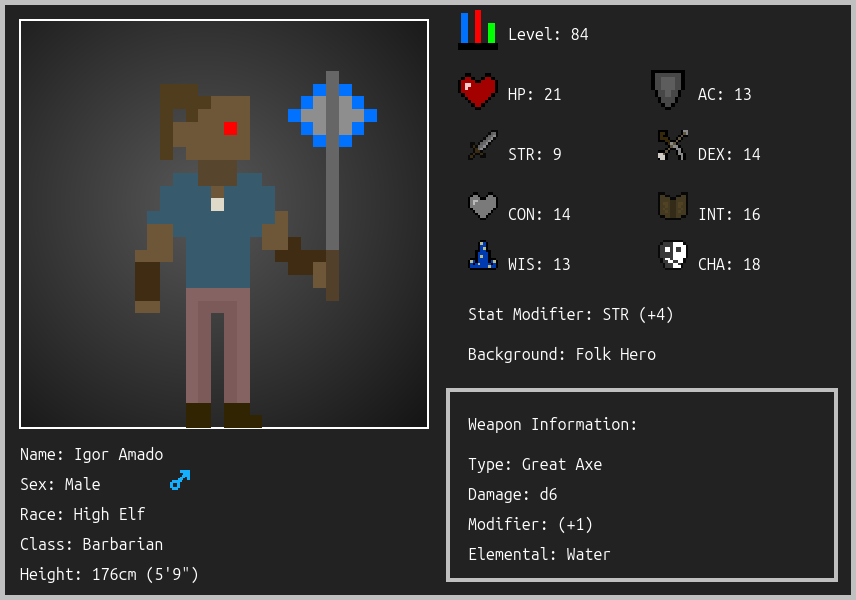 Level: 84
HP: 21
AC: 13
STR: 9
DEX: 14
CON: 14
INT: 16
WIS: 13
CHA: 18
Stat Modifier: STR (+4)
Background: Folk Hero
Weapon Information:
Type: Great Axe
Damage: d6
Modifier: (+1)
Elemental: Water
Name: Igor Amado
Sex: Male
Race: High Elf
Class: Barbarian
Height: 176cm (5'9")